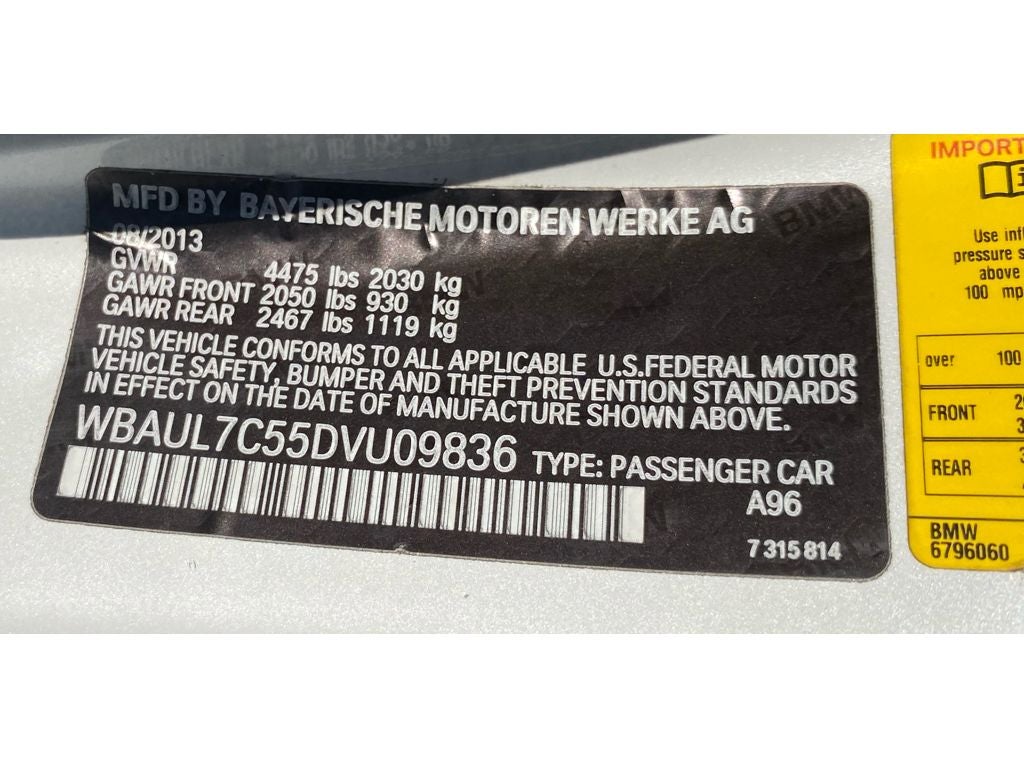 MFD BY BAYERISCHE MOTOREN WERKE AG
08/2013
GVWR 4475 lbs 2030 kg
GAWR FRONT 2050 lbs 930 kg
GAWR REAR 2467 lbs 1119 kg
THIS VEHICLE CONFORMS TO ALL APPLICABLE U.S.FEDERAL MOTOR
VEHICLE SAFETY, BUMPER AND THEFT PREVENTION STANDARDS
IN EFFECT ON THE DATE OF MANUFACTURE SHOWN ABOVE.
WBAUL7C55DVU09836 TYPE: PASSENGER CAR
A96
7 315 814
IMPORT
Use infl
pressure s
above
100 mp
over 100
FRONT
REAR
BMW
6796060